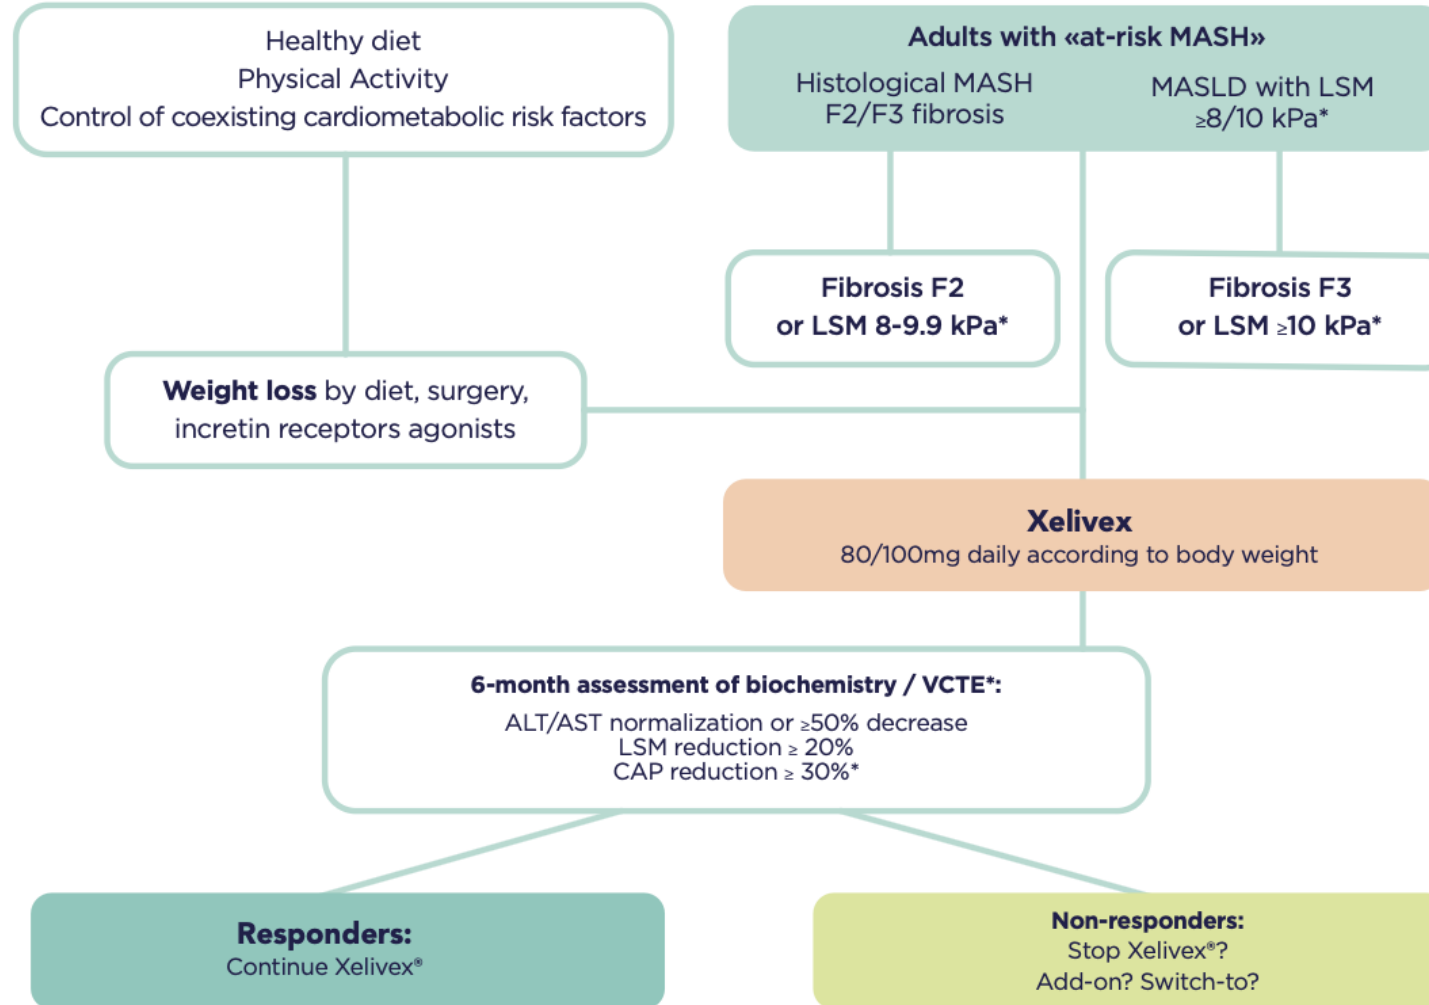 Healthy diet
Physical Activity
Control of coexisting cardiometabolic risk factors
Adults with «at-risk MASH»
Histological MASH
F2/F3 fibrosis
MASLD with LSM
≥8/10 kPa*
Fibrosis F2
or LSM 8-9.9 kPa*
Fibrosis F3
or LSM ≥10 kPa*
Weight loss by diet, surgery,
incretin receptors agonists
Xelivex
80/100mg daily according to body weight
6-month assessment of biochemistry / VCTE*:
ALT/AST normalization or ≥50% decrease
LSM reduction ≥ 20%
CAP reduction ≥ 30%*
Responders:
Continue Xelivex®
Non-responders:
Stop Xelivex®?
Add-on? Switch-to?